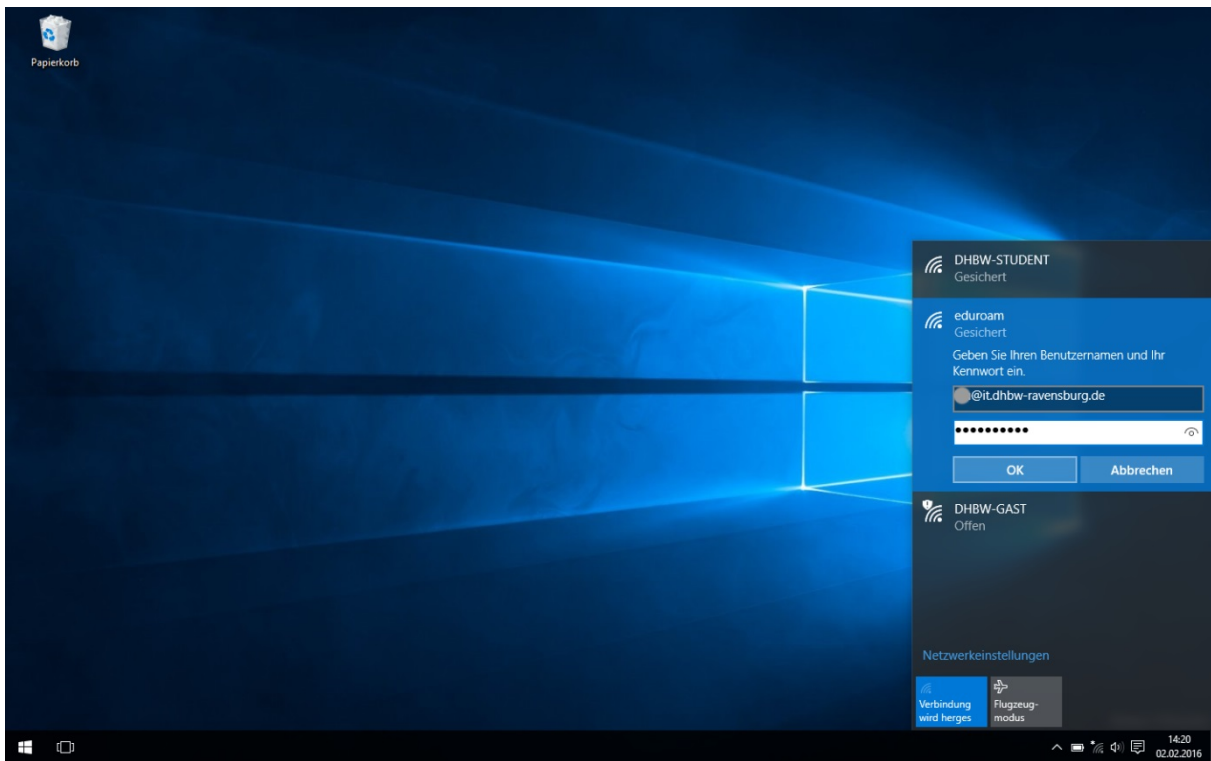 Papierkorb
DHBW-STUDENT
Gesichert
eduroam
Gesichert
Geben Sie Ihren Benutzernamen und Ihr
Kennwort ein.
@it.dhbw-ravensburg.de
••••••••••
OK Abbrechen
DHBW-GAST
Offen
Netzwerkeinstellungen
Verbindung
wird herges
Flugzeug-
modus
14:20
02.02.2016